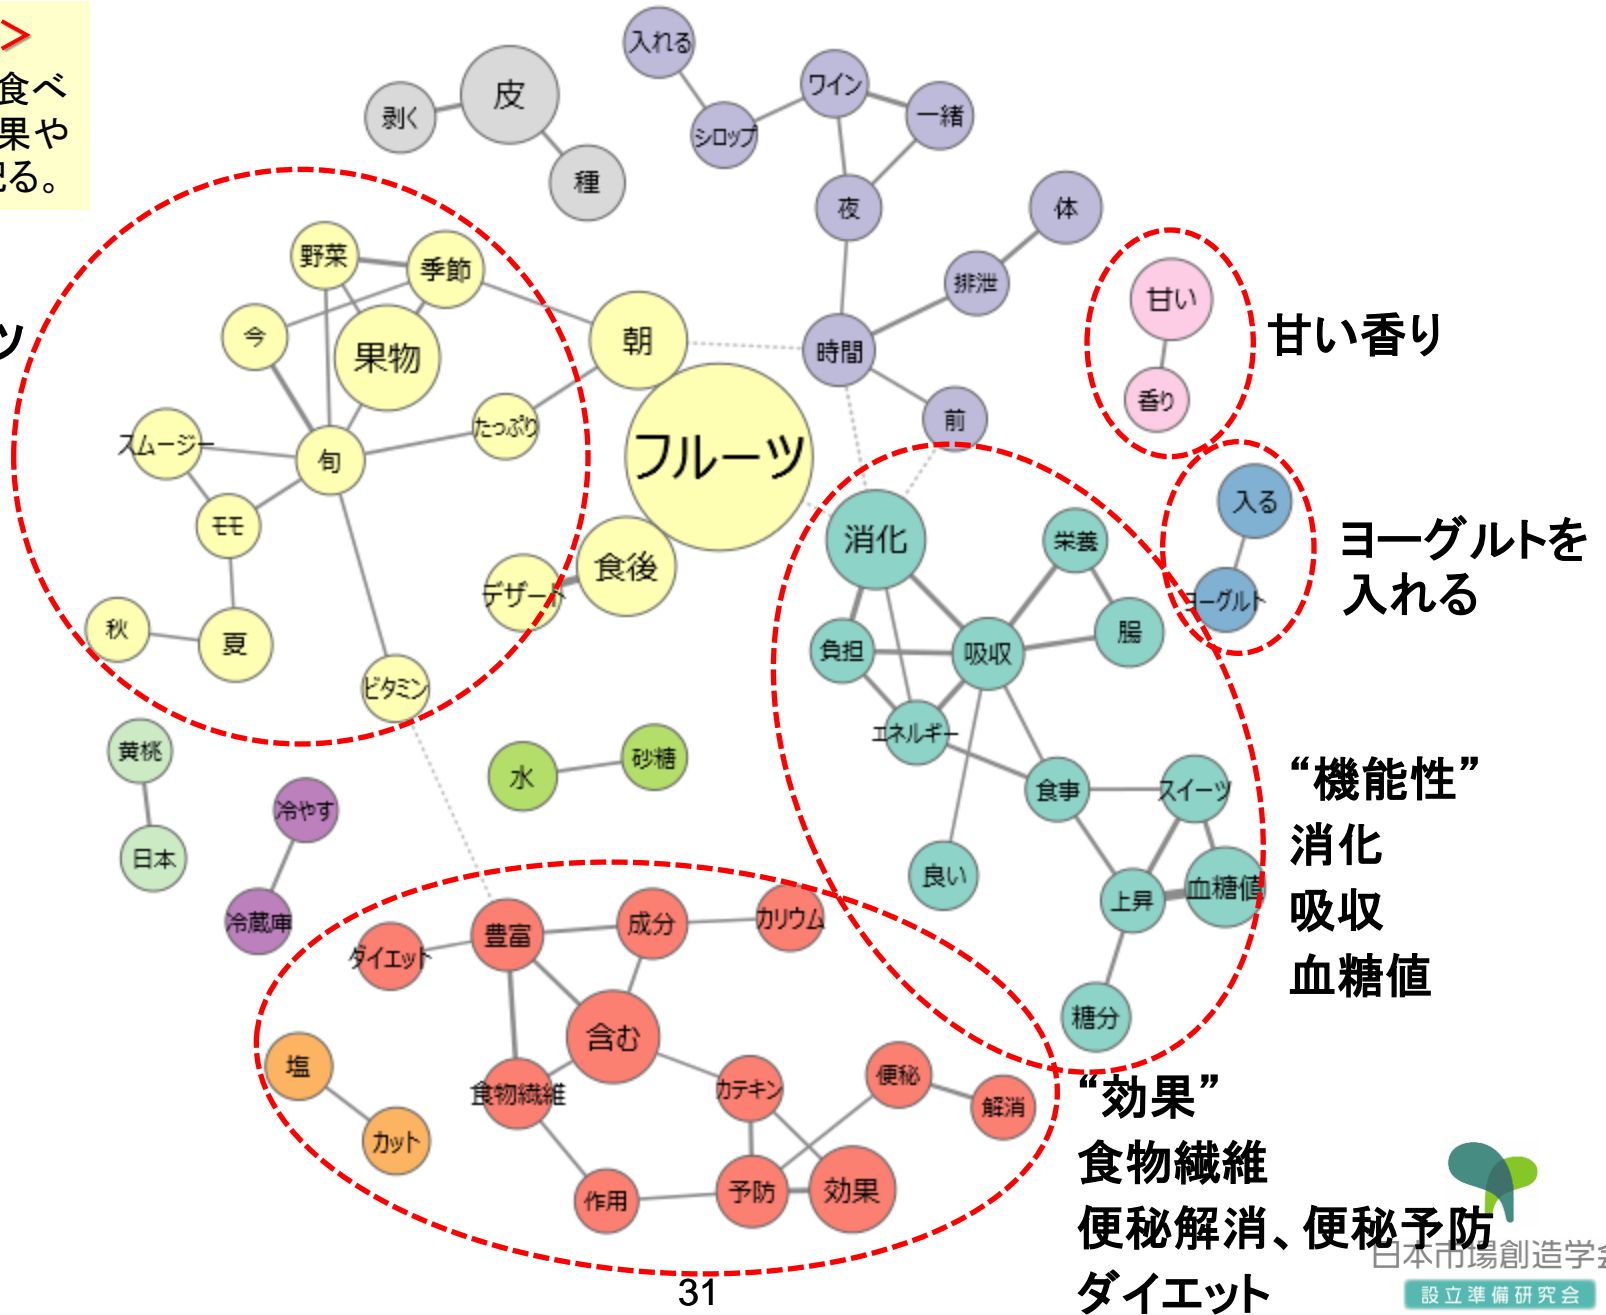 ＞
食べ
果や
配る。
ツ
入れる
ワイン
一緒
シロップ
皮
剥く
種
夜
体
排泄
時間
前
野菜
季節
今
果物
朝
フルーツ
たっぷり
スムージー
旬
モモ
食後
デザート
秋
夏
ビタミン
甘い
香り
甘い香り
入る
ヨーグルト
ヨーグルトを
入れる
消化
栄養
負担
吸収
腸
エネルギー
食事
スイーツ
良い
上昇
血糖値
糖分
“機能性”
消化
吸収
血糖値
黄桃
日本
冷やす
冷蔵庫
水
砂糖
ダイエット
豊富
成分
カリウム
含む
食物繊維
カテキン
便秘
解消
作用
予防
効果
塩
カット
“効果”
食物繊維
便秘解消、便秘予防
ダイエット
31
日本市場創造学会
設立準備研究会